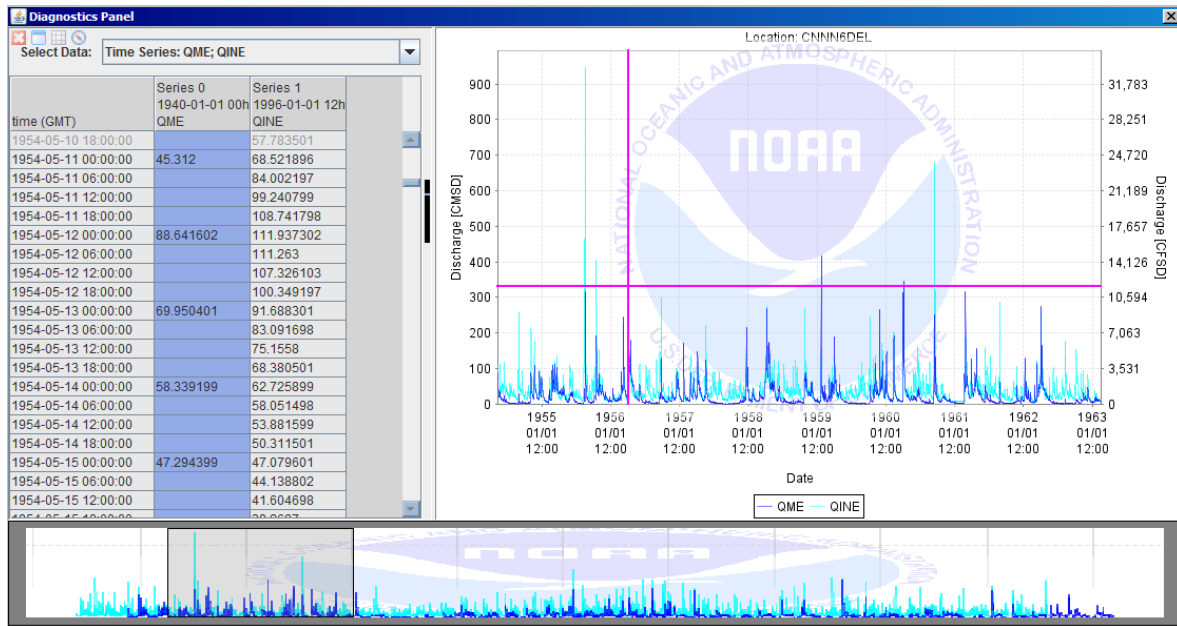 Diagnostics Panel
Select Data: Time Series: QME; QINE
Series 0 Series 1
1940-01-01 00h 1996-01-01 12h
time (GMT) QME QINE
1954-05-10 18:00:00 57.783501
1954-05-11 00:00:00 45.312 68.521896
1954-05-11 06:00:00 84.002197
1954-05-11 12:00:00 99.240799
1954-05-11 18:00:00 108.741798
1954-05-12 00:00:00 88.641602 111.937302
1954-05-12 06:00:00 111.263
1954-05-12 12:00:00 107.326103
1954-05-12 18:00:00 100.349197
1954-05-13 00:00:00 69.950401 91.688301
1954-05-13 06:00:00 83.091698
1954-05-13 12:00:00 75.1558
1954-05-13 18:00:00 68.380501
1954-05-14 00:00:00 58.339199 62.725899
1954-05-14 06:00:00 58.051498
1954-05-14 12:00:00 53.881599
1954-05-14 18:00:00 50.311501
1954-05-15 00:00:00 47.294399 47.079601
1954-05-15 06:00:00 44.138802
1954-05-15 12:00:00 41.604698
Location: CNNN6DEL
NATIONAL OCEANIC AND ATMOSPHERIC ADMINISTRATION
NOAA
900 31,783
800 28,251
700 24,720
600 21,189
500 17,657
400 14,126
300 10,594
200 7,063
100 3,531
0 0
Discharge [CMSD]
Discharge [CFSD]
1955 1956 1957 1958 1959 1960 1961 1962 1963
01/01 01/01 01/01 01/01 01/01 01/01 01/01 01/01 01/01
12:00 12:00 12:00 12:00 12:00 12:00 12:00 12:00 12:00
Date
QME QINE
NOAA